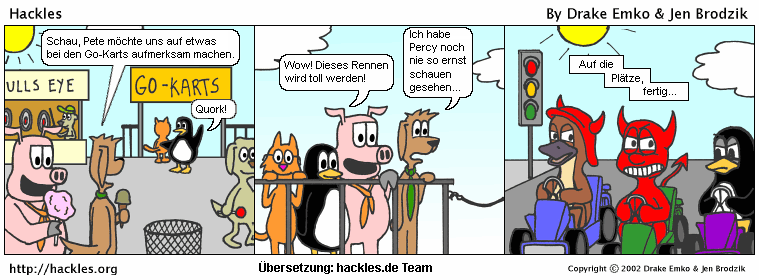 Hackles
By Drake Emko & Jen Brodzik
Schau, Pete möchte uns auf etwas
bei den Go-Karts aufmerksam machen.
ULLS EYE
GO-KARTS
Quork!
Wow! Dieses Rennen
wird toll werden!
Ich habe
Percy noch
nie so ernst
schauen
gesehen...
Auf die
Plätze,
fertig...
http://hackles.org
Übersetzung: hackles.de Team
Copyright © 2002 Drake Emko & Jen Brodzik